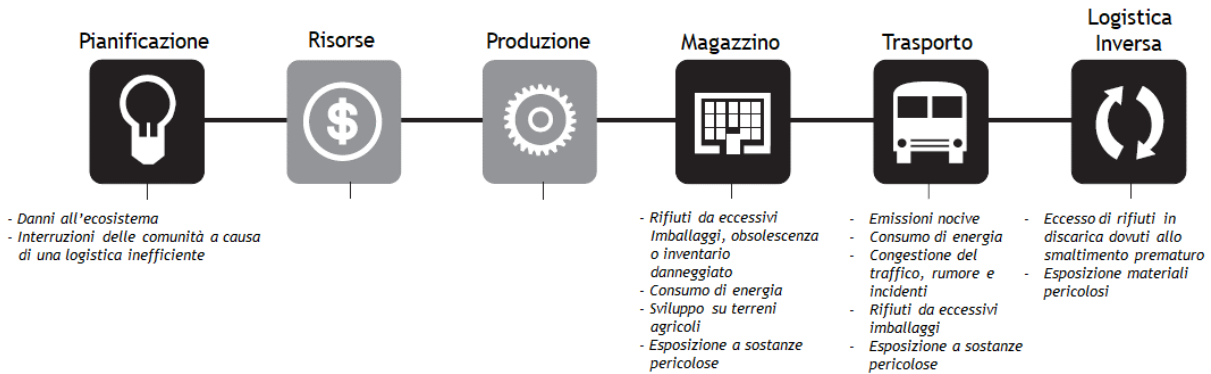 Pianificazione
Risorse
Produzione
Magazzino
Trasporto
Logistica
Inversa
$
- Danni all'ecosistema
- Interruzioni delle comunità a causa
di una logistica inefficiente
- Rifiuti da eccessivi
Imballaggi, obsolescenza
o inventario
danneggiato
- Consumo di energia
- Sviluppo su terreni
agricoli
- Esposizione a sostanze
pericolose
- Emissioni nocive
- Consumo di energia
- Congestione del
traffico, rumore e
incidenti
- Rifiuti da eccessivi
imballaggi
- Esposizione a sostanze
pericolose
- Eccesso di rifiuti in
discarica dovuti allo
smaltimento prematuro
- Esposizione materiali
pericolosi